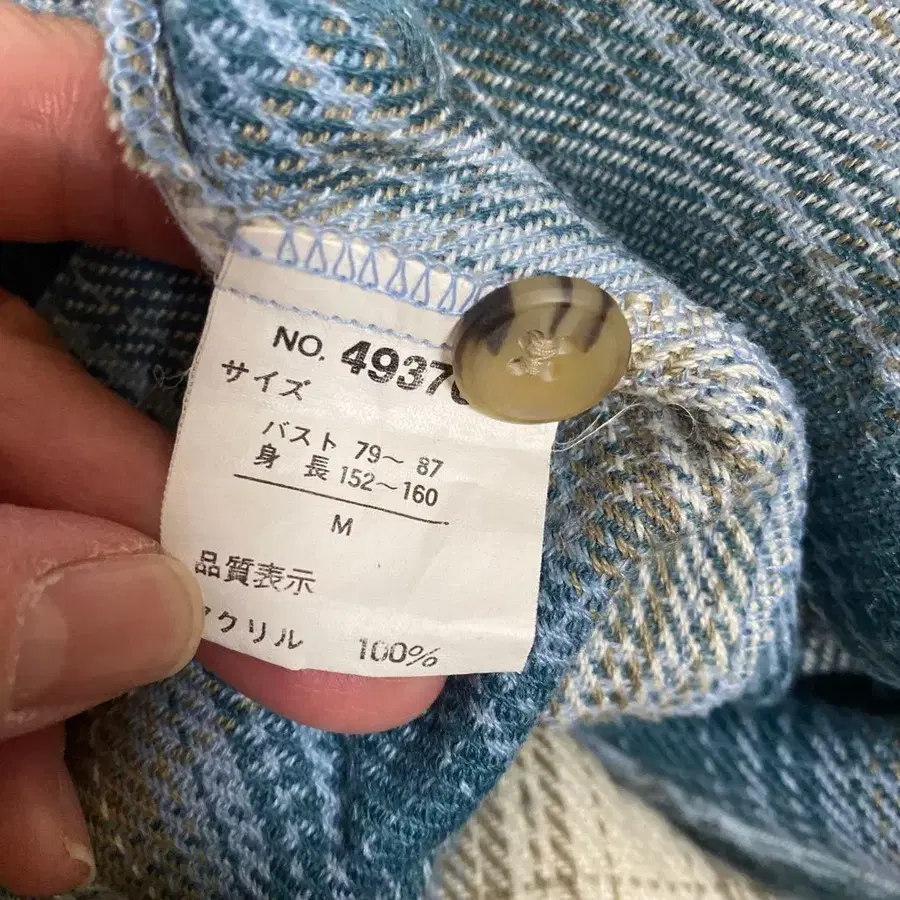 NO. 4937
サイズ
バスト 79～ 87
身 長 152～160
M
品質表示
アクリル 100%